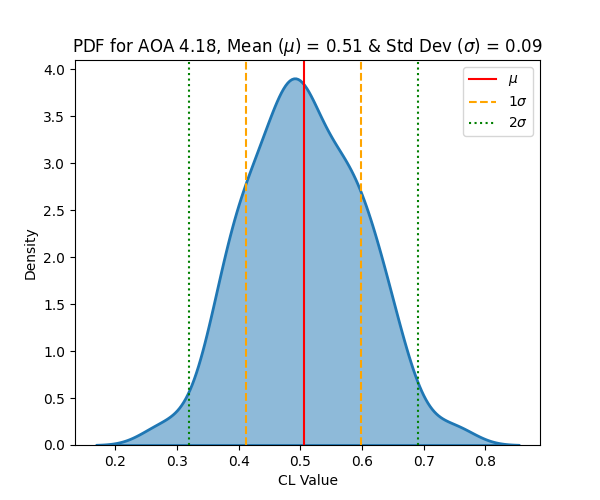 PDF for AOA 4.18, Mean (μ) = 0.51 & Std Dev (σ) = 0.09
4.0
3.5
3.0
2.5
2.0
1.5
1.0
0.5
0.0
Density
μ
1σ
2σ
0.2 0.3 0.4 0.5 0.6 0.7 0.8
CL Value